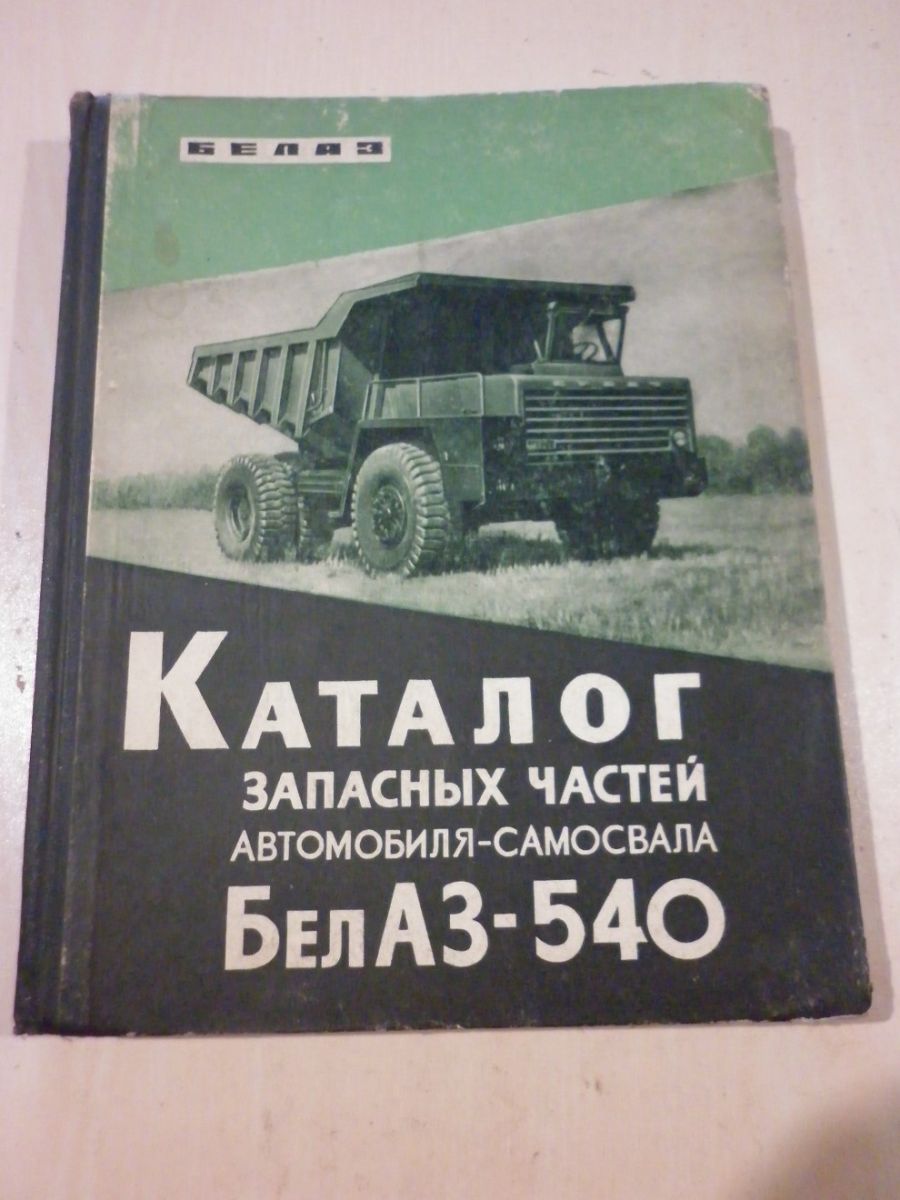 БЕЛАЗ
КАТАЛОГ
ЗАПАСНЫХ ЧАСТЕЙ
АВТОМОБИЛЯ-САМОСВАЛА
БелАЗ-540